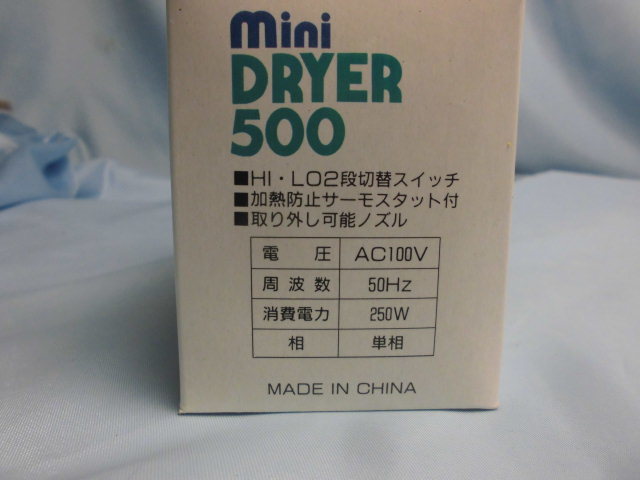 mini
DRYER
500
■HI・LO2段切替スイッチ
■加熱防止サーモスタット付
■取り外し可能ノズル
電圧 AC100V
周波数 50Hz
消費電力 250W
相 単相
MADE IN CHINA